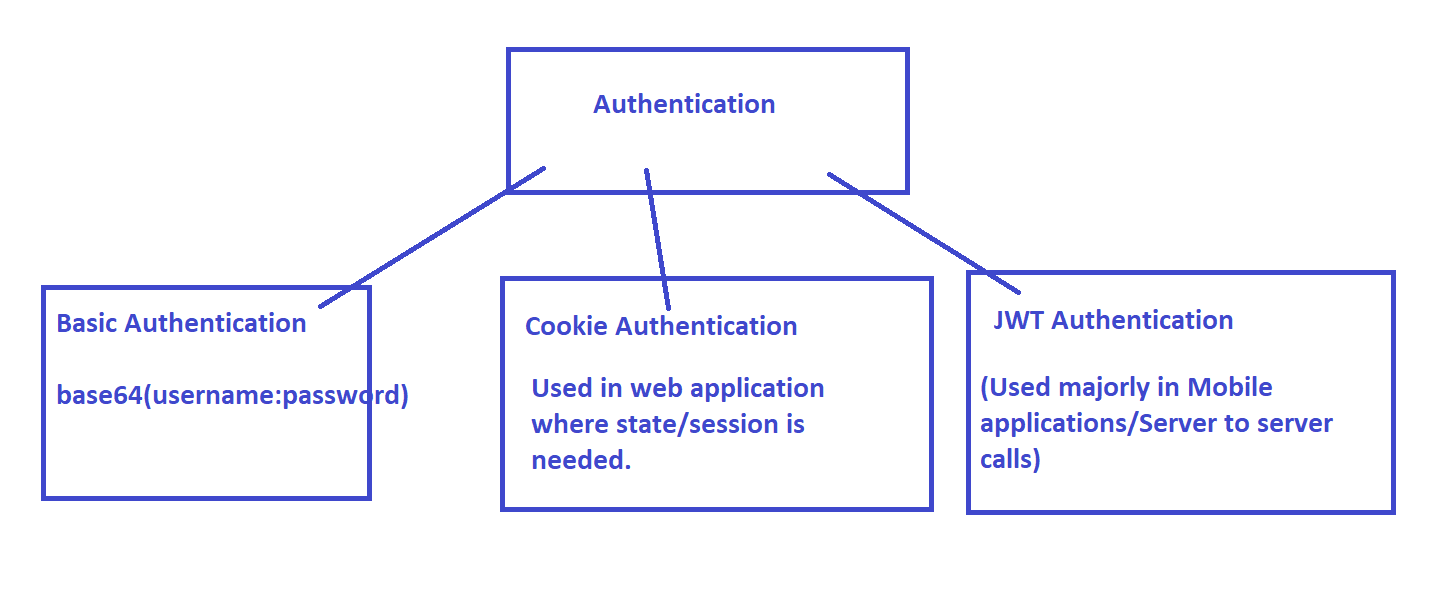 Authentication
Basic Authentication
base64(username:password)
Cookie Authentication
Used in web application
where state/session is
needed.
JWT Authentication
(Used majorly in Mobile
applications/Server to server
calls)